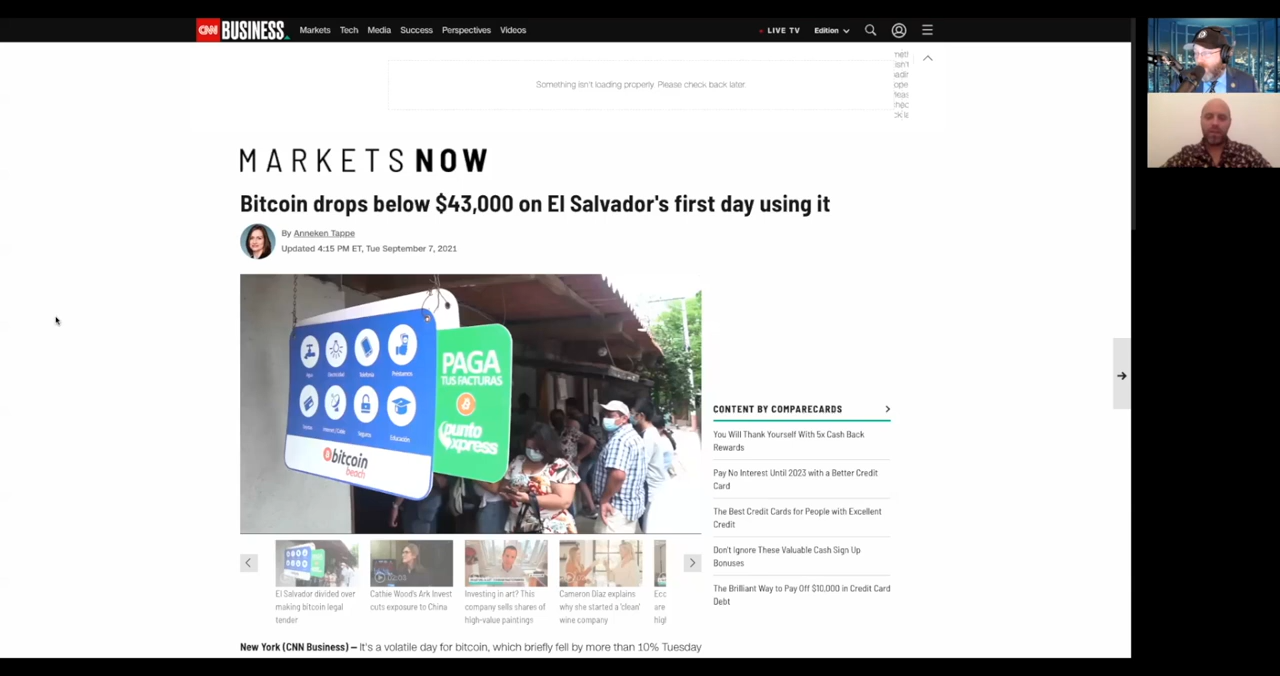 CNN BUSINESS Markets Tech Media Success Perspectives Videos LIVE TV Edition
Something isn't loading properly. Please check back later.
MARKETS NOW
Bitcoin drops below $43,000 on El Salvador's first day using it
By Anneken Tappe
Updated 4:15 PM ET, Tue September 7, 2021
PAGA
TUS FACTURAS
punto
xpress
bitcoin
beach
Educación
CONTENT BY COMPARECARDS
You Will Thank Yourself With 5x Cash Back
Rewards
Pay No Interest Until 2023 with a Better Credit
Card
The Best Credit Cards for People with Excellent
Credit
Don't Ignore These Valuable Cash Sign Up
Bonuses
The Brilliant Way to Pay Off $10,000 in Credit Card
Debt
El Salvador divided over
making bitcoin legal
tender
Cathie Wood's Ark Invest
cuts exposure to China
Investing in art? This
company sells shares of
high-value paintings
Cameron Diaz explains
why she started a 'clean'
wine company
New York (CNN Business) — It's a volatile day for bitcoin, which briefly fell by more than 10% Tuesday